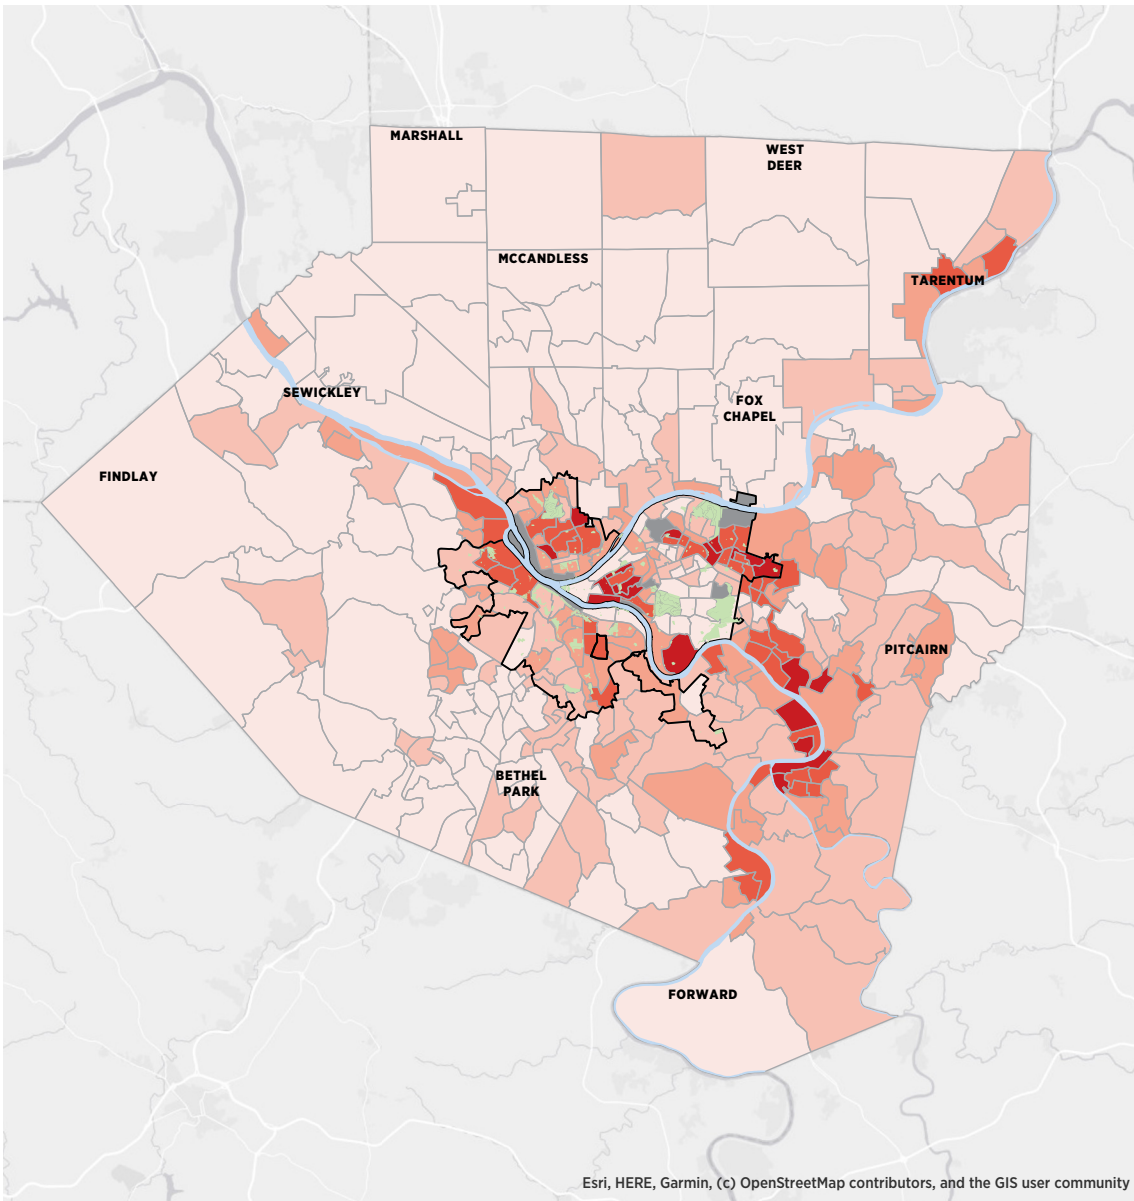 MARSHALL
WEST
DEER
MCCANDLESS
TARENTUM
SEWICKLEY
FOX
CHAPEL
FINDLAY
PITCAIRN
BETHEL
PARK
FORWARD
Esri, HERE, Garmin, (c) OpenStreetMap contributors, and the GIS user community